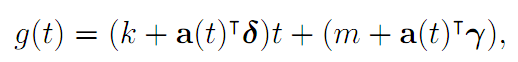 g(t) = (k + a(t)ᵀδ)t + (m + a(t)ᵀγ),